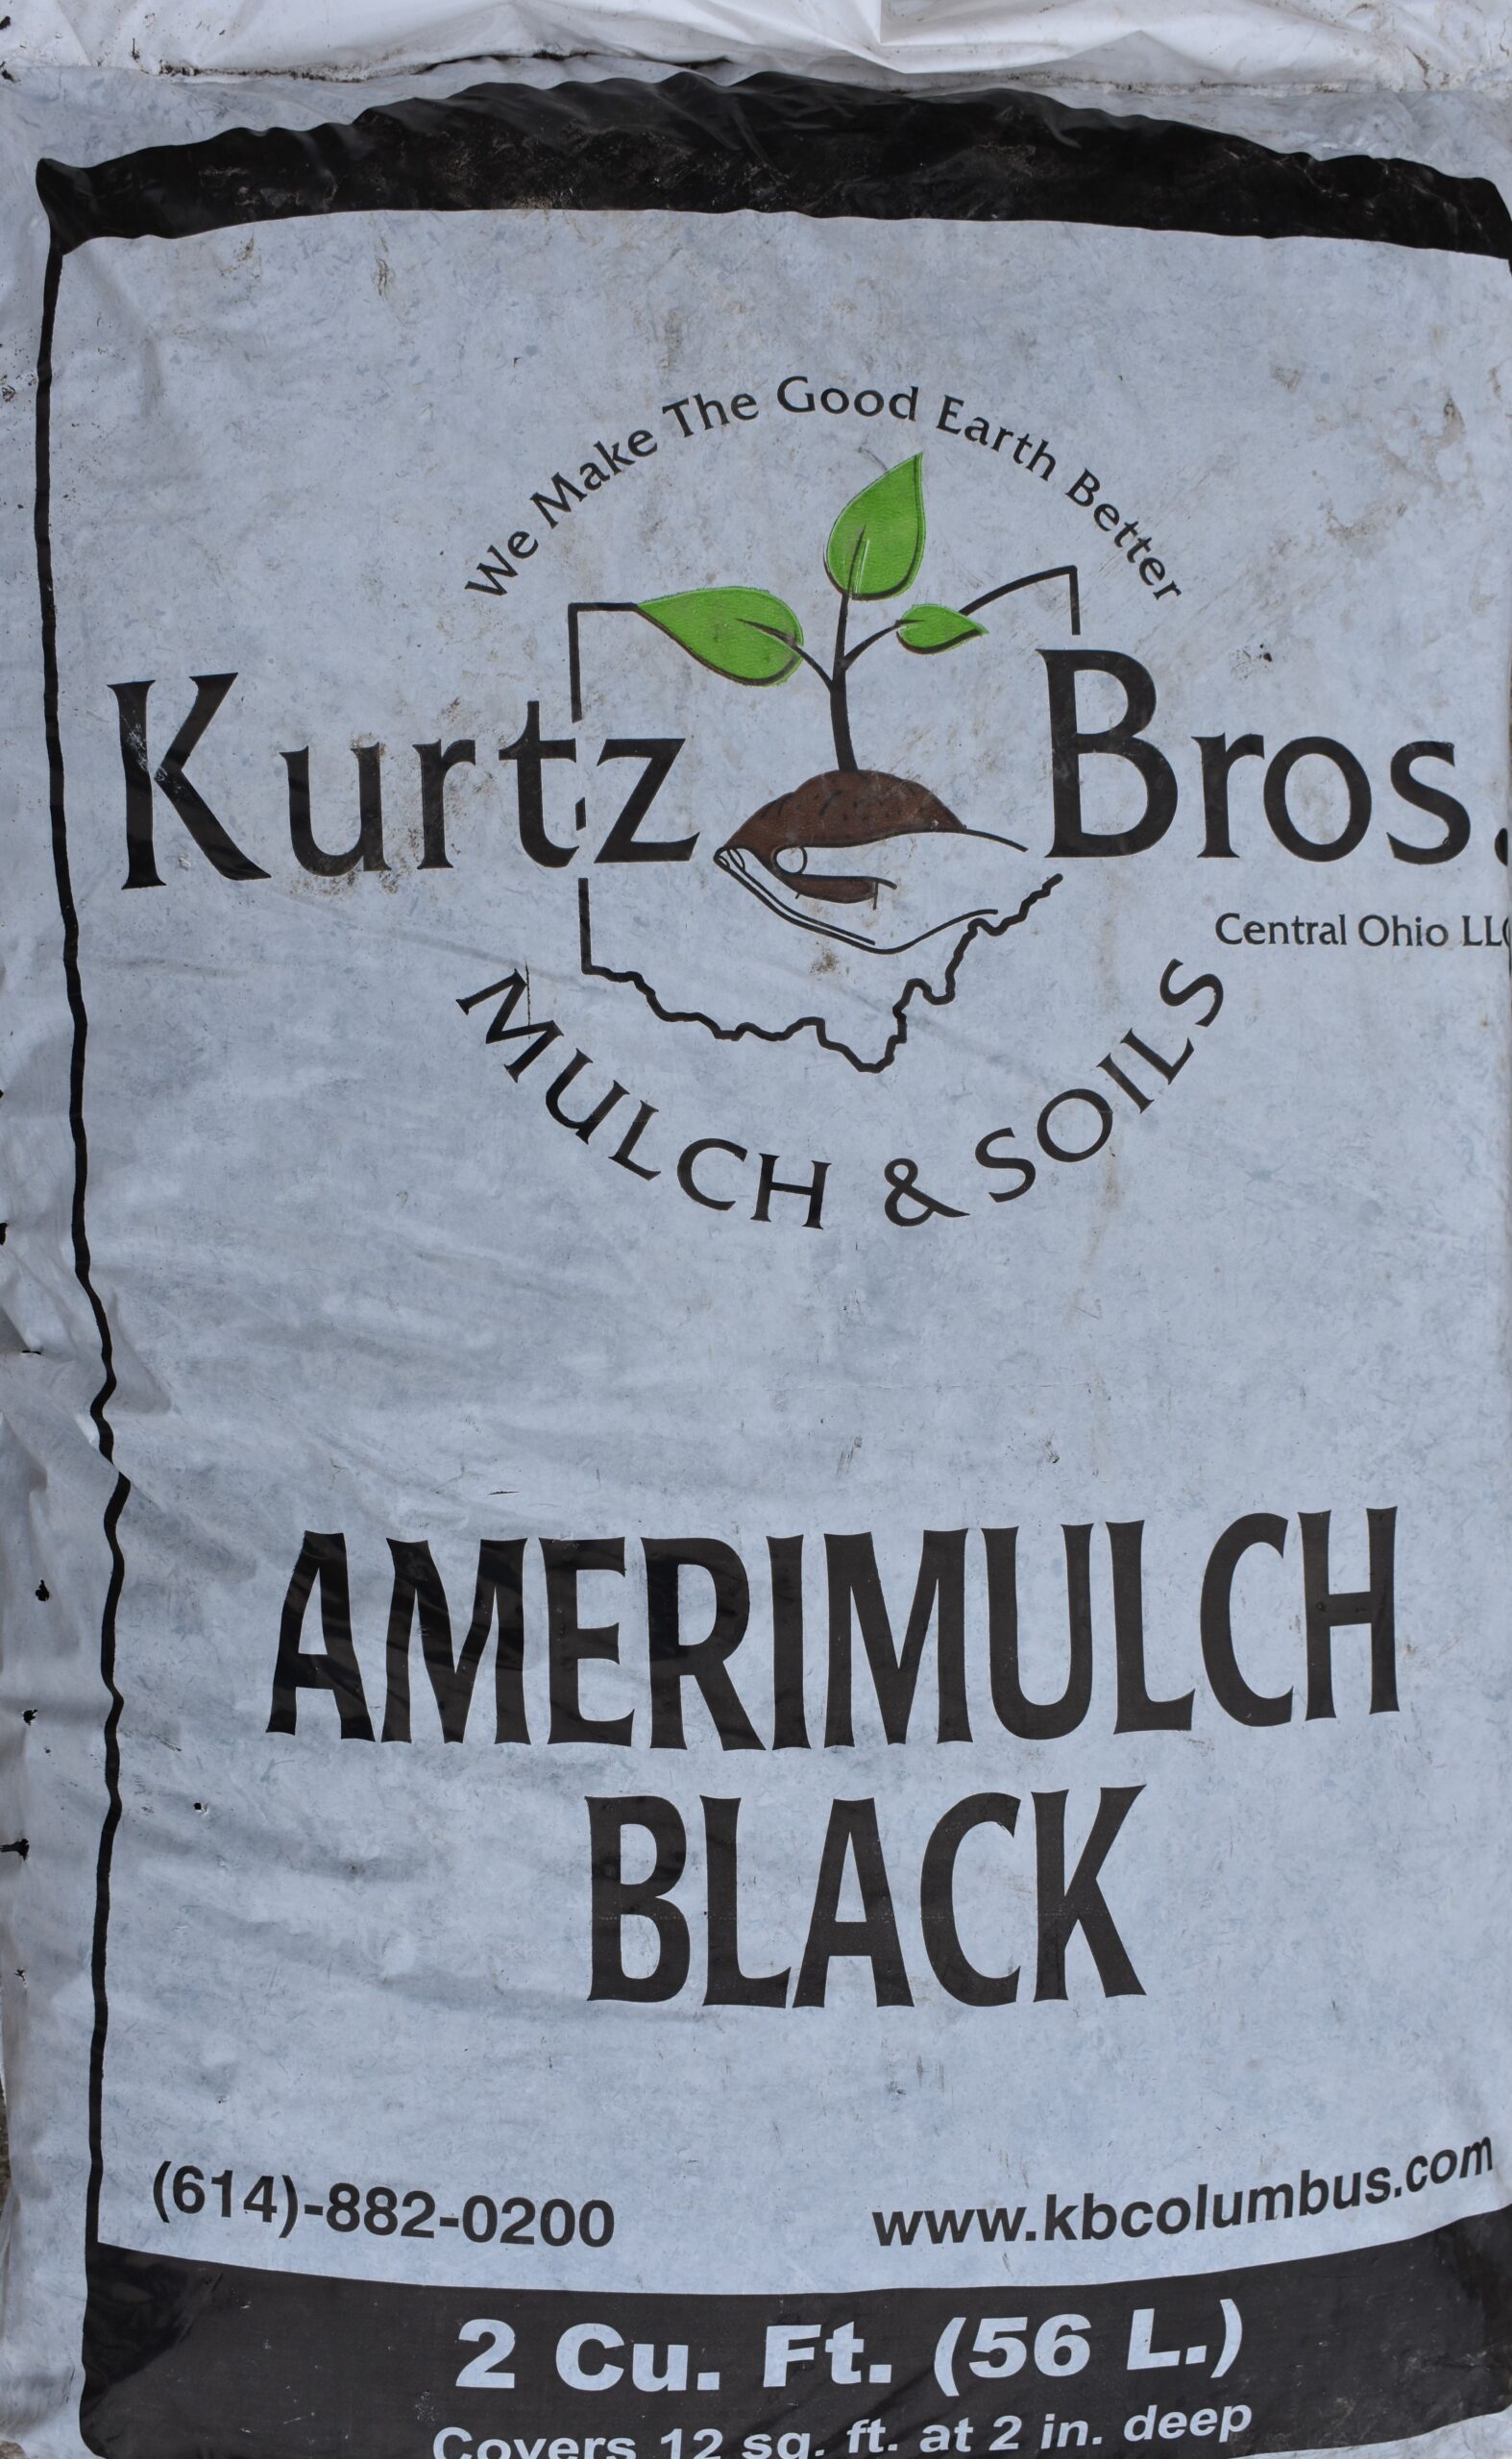 We Make The Good Earth Better
Kurtz Bros.
Central Ohio LLC
MULCH & SOILS
AMERIMULCH
BLACK
(614)-882-0200
www.kbcolumbus.com
2 Cu. Ft. (56 L.)
Covers 12 sq. ft. at 2 in. deep